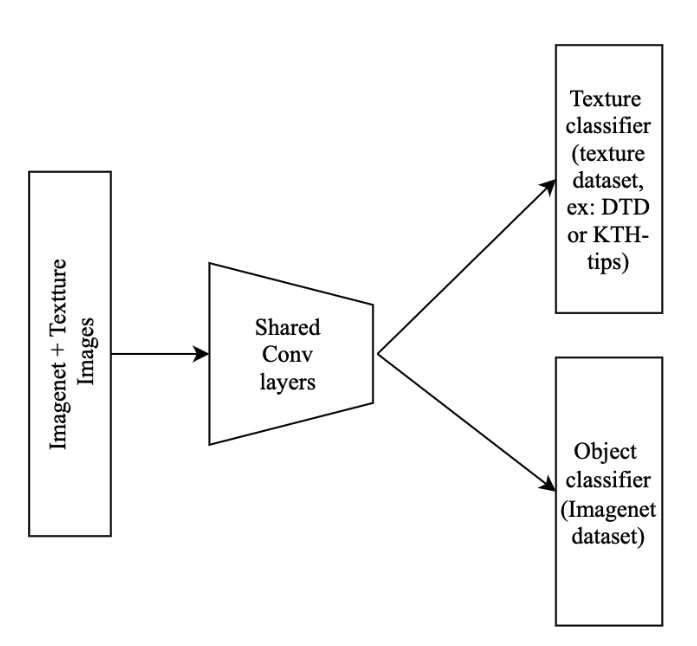 Imagenet + Textture
Images
Shared
Conv
layers
Texture
classifier
(texture
dataset,
ex: DTD
or KTH-
tips)
Object
classifier
(Imagenet
dataset)